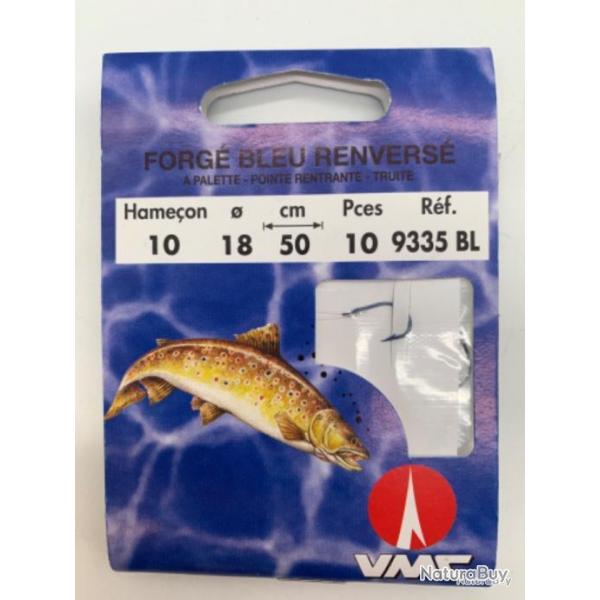 FORGÉ BLEU RENVERSÉ
A PALETTE - POINTE RENTRANTE - TRUITE
Hameçon ø cm Pces Réf.
10 18 50 10 9335 BL
VMC
NaturaBuy